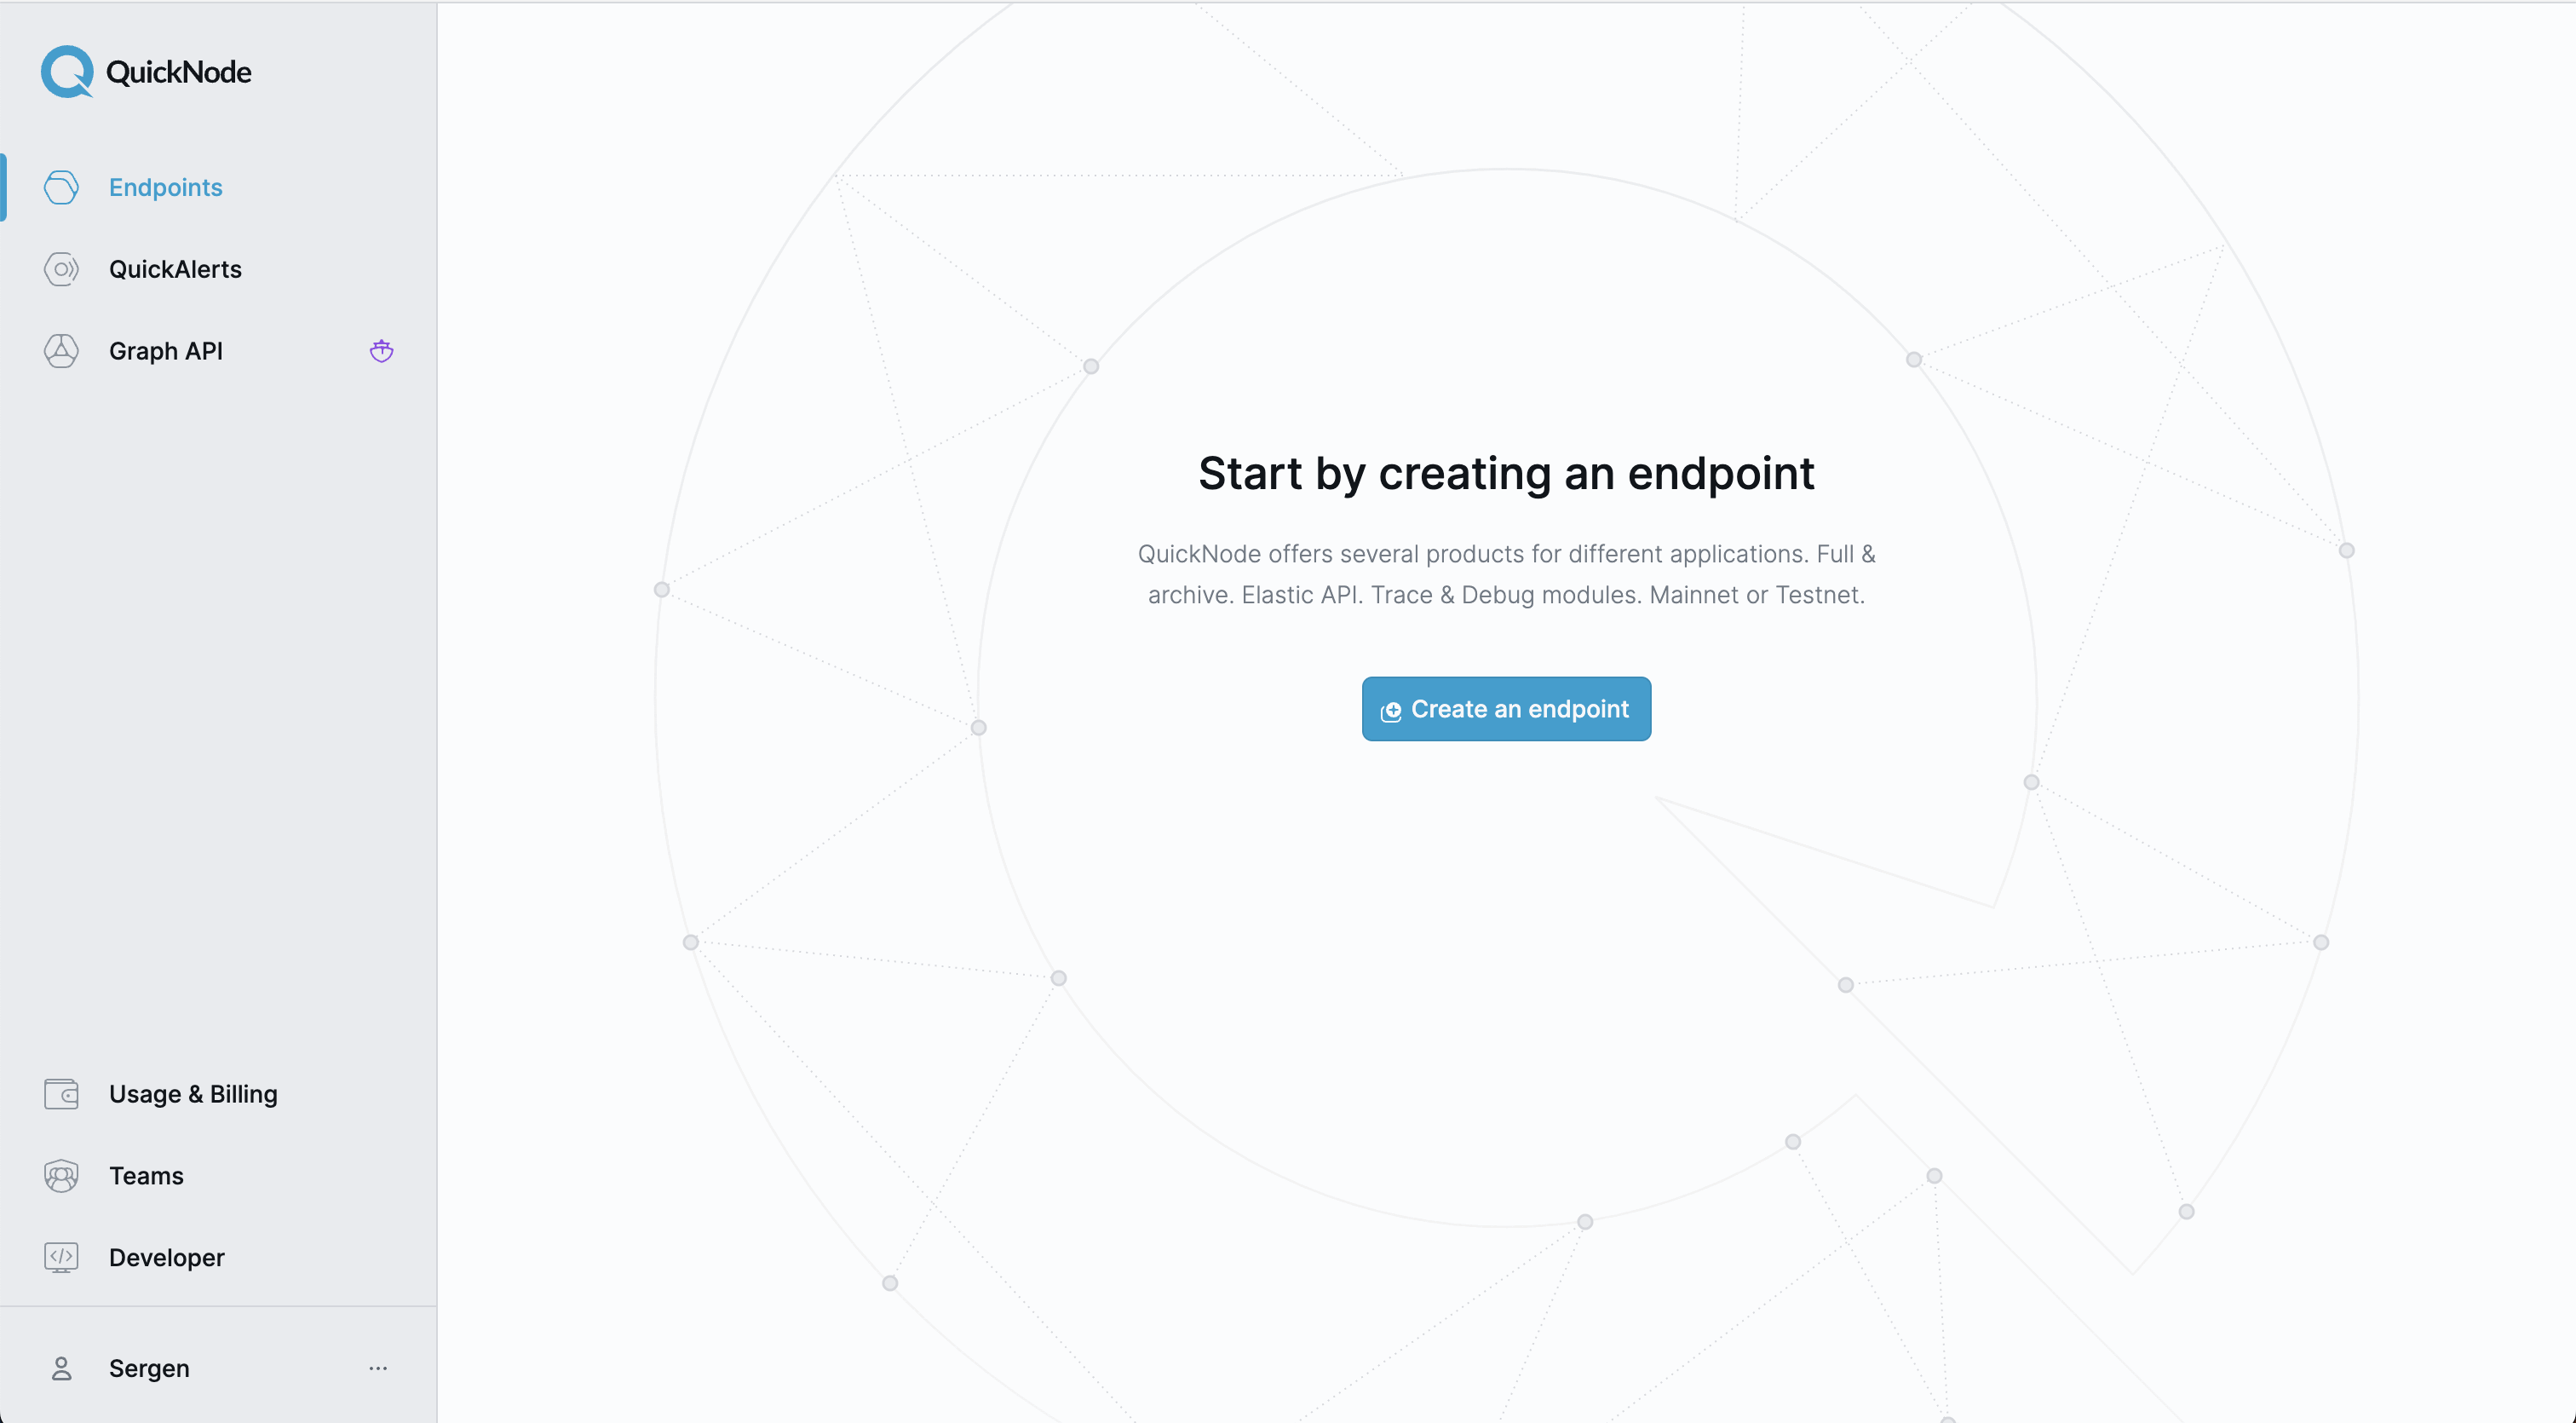 QuickNode
Endpoints
QuickAlerts
Graph API
Usage & Billing
Teams
Developer
Sergen
Start by creating an endpoint
QuickNode offers several products for different applications. Full &
archive. Elastic API. Trace & Debug modules. Mainnet or Testnet.
Create an endpoint